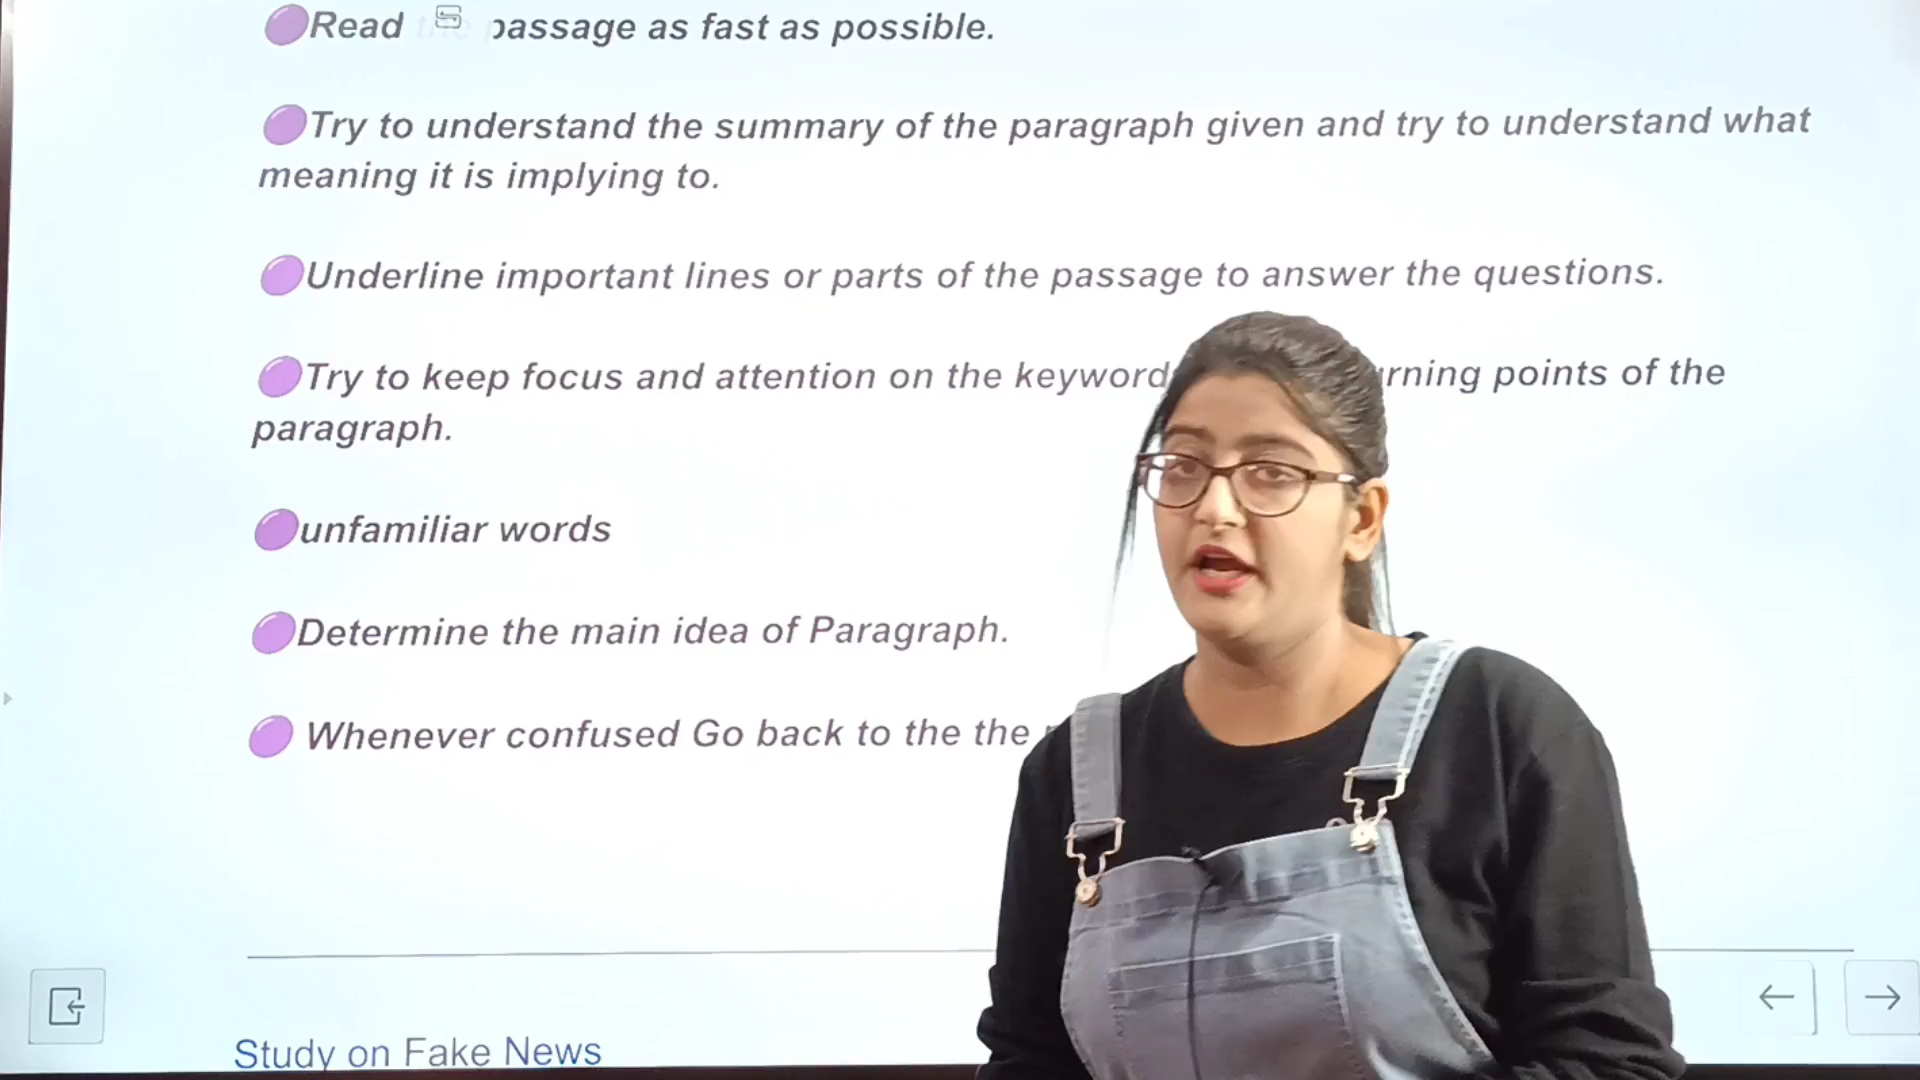 Read the passage as fast as possible.
Try to understand the summary of the paragraph given and try to understand what
meaning it is implying to.
Underline important lines or parts of the passage to answer the questions.
Try to keep focus and attention on the points of the
paragraph.
unfamiliar words
Determine the main idea of Paragraph.
Whenever confused Go back to the the
Study on Fake News